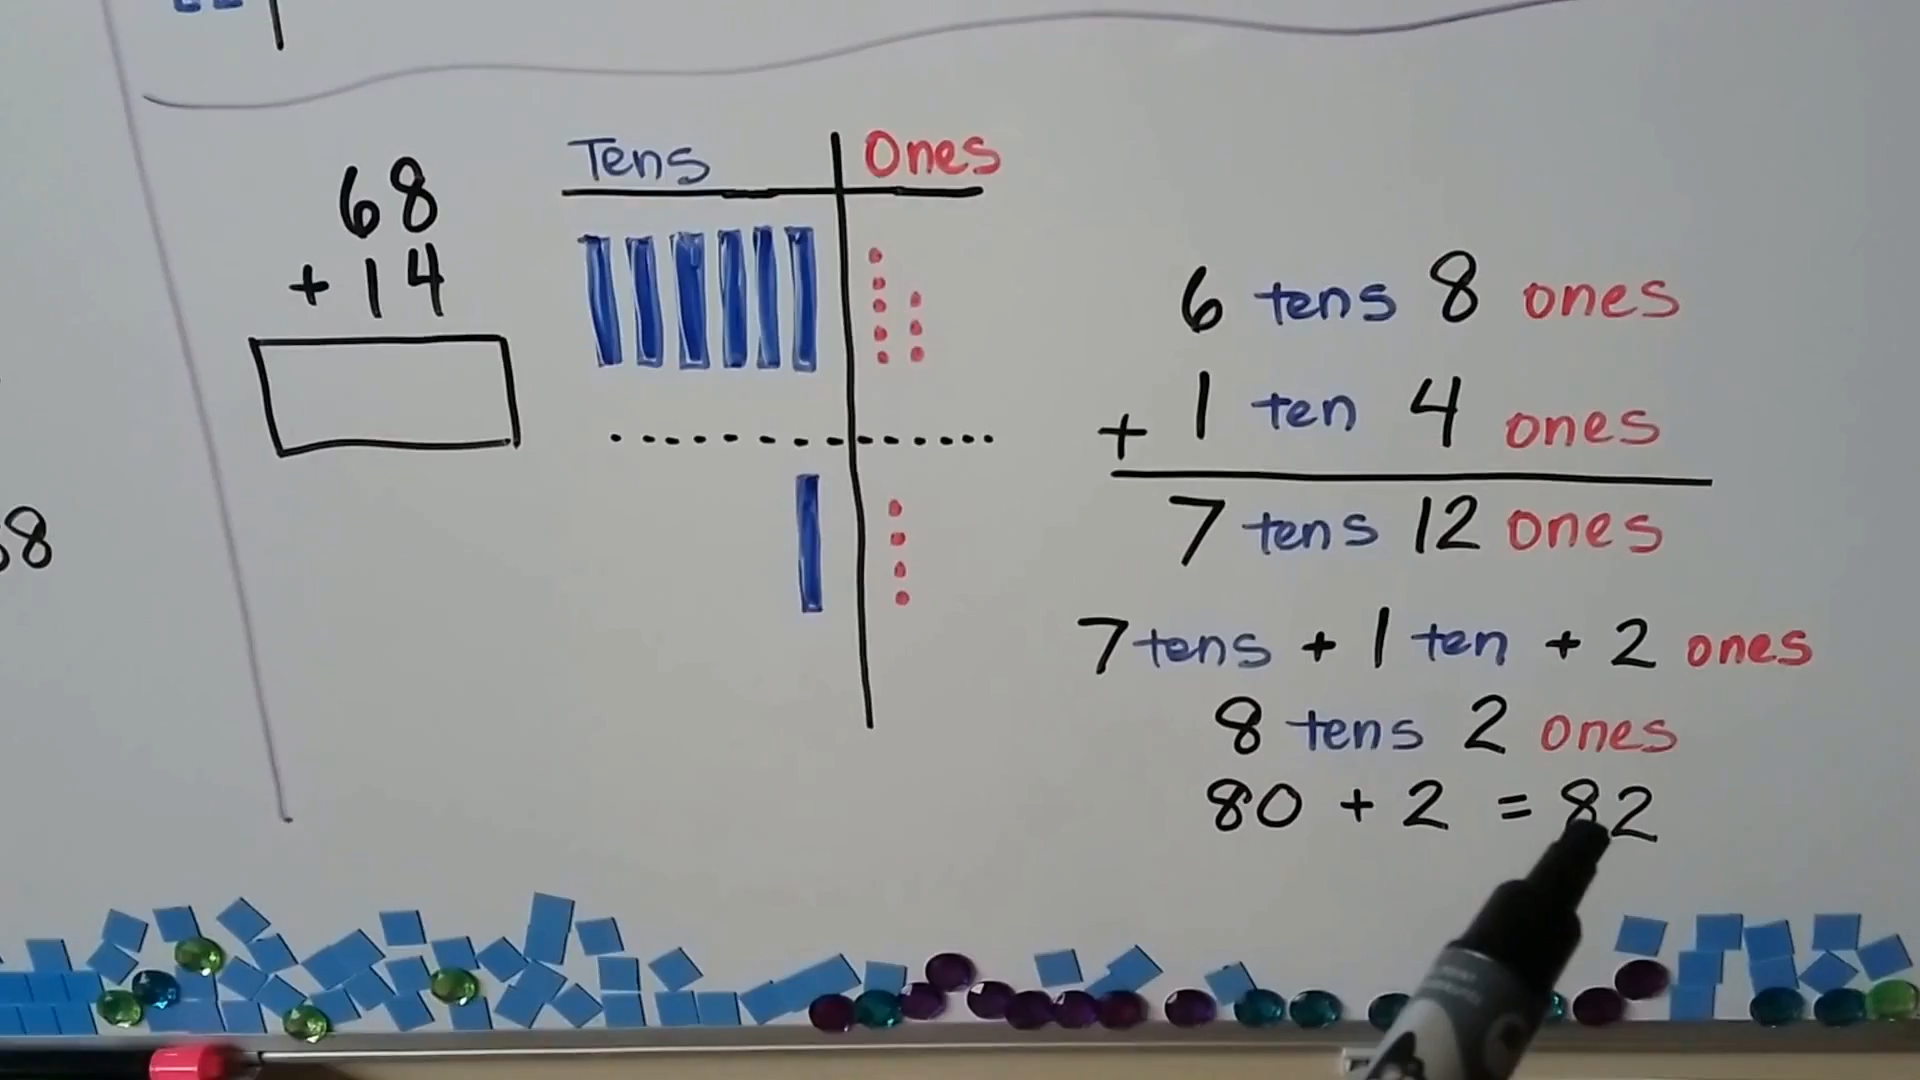 68
+ 14
Tens Ones
6 tens 8 ones
+ 1 ten 4 ones
7 tens 12 ones
7 tens + 1 ten + 2 ones
8 tens 2 ones
80 + 2 = 82
8